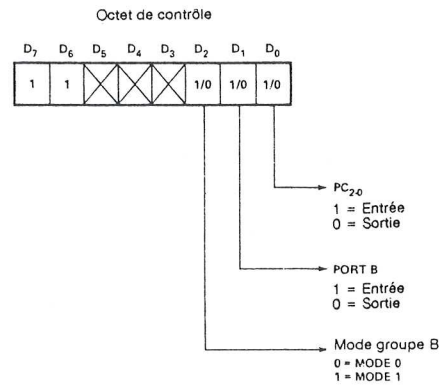 Octet de contrôle
D7 D6 D5 D4 D3 D2 D1 D0
1 1 1/0 1/0 1/0
PC2-0
1 = Entrée
0 = Sortie
PORT B
1 = Entrée
0 = Sortie
Mode groupe B
0 = MODE 0
1 = MODE 1